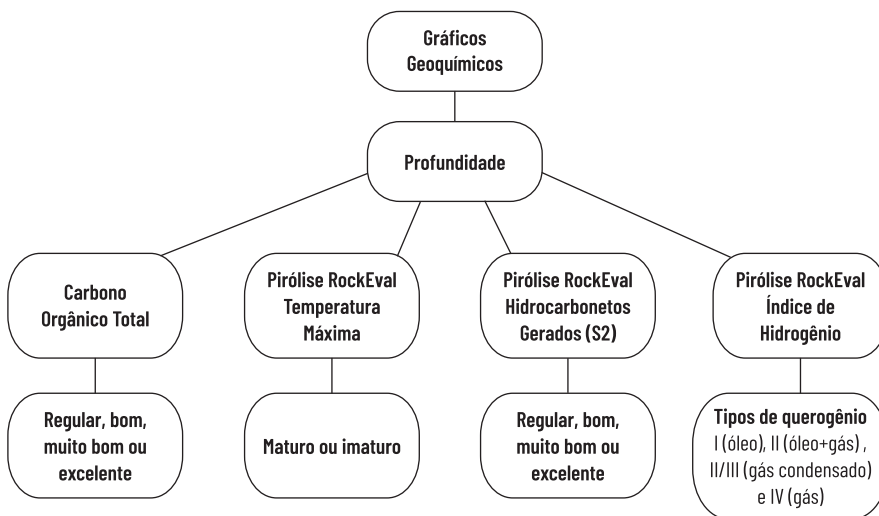 Gráficos
Geoquímicos
Profundidade
Carbono
Orgânico Total
Pirólise RockEval
Temperatura
Máxima
Pirólise RockEval
Hidrocarbonetos
Gerados (S2)
Pirólise RockEval
Índice de
Hidrogênio
Regular, bom,
muito bom ou
excelente
Maturo ou imaturo
Regular, bom,
muito bom ou
excelente
Tipos de querogênio
I (óleo), II (óleo+gás) ,
II/III (gás condensado)
e IV (gás)